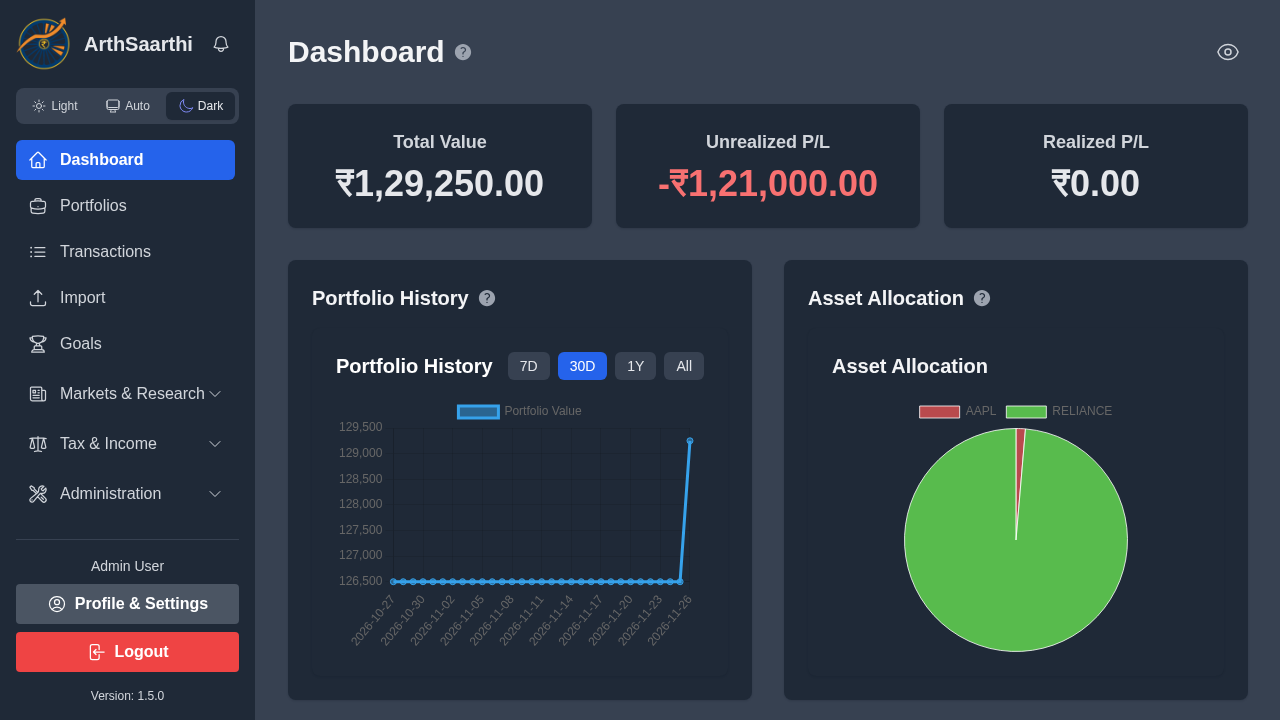 ArthSaarthi
Light
Auto
Dark
Dashboard
Portfolios
Transactions
Import
Goals
Markets & Research
Tax & Income
Administration
Admin User
Profile & Settings
Logout
Version: 1.5.0
Dashboard ?
Total Value
₹1,29,250.00
Unrealized P/L
-₹1,21,000.00
Realized P/L
₹0.00
Portfolio History ?
Portfolio History
7D
30D
1Y
All
Portfolio Value
129,500
129,000
128,500
128,000
127,500
127,000
126,500
2026-10-27
2026-10-30
2026-11-02
2026-11-05
2026-11-08
2026-11-11
2026-11-14
2026-11-17
2026-11-20
2026-11-23
2026-11-26
Asset Allocation ?
Asset Allocation
AAPL
RELIANCE